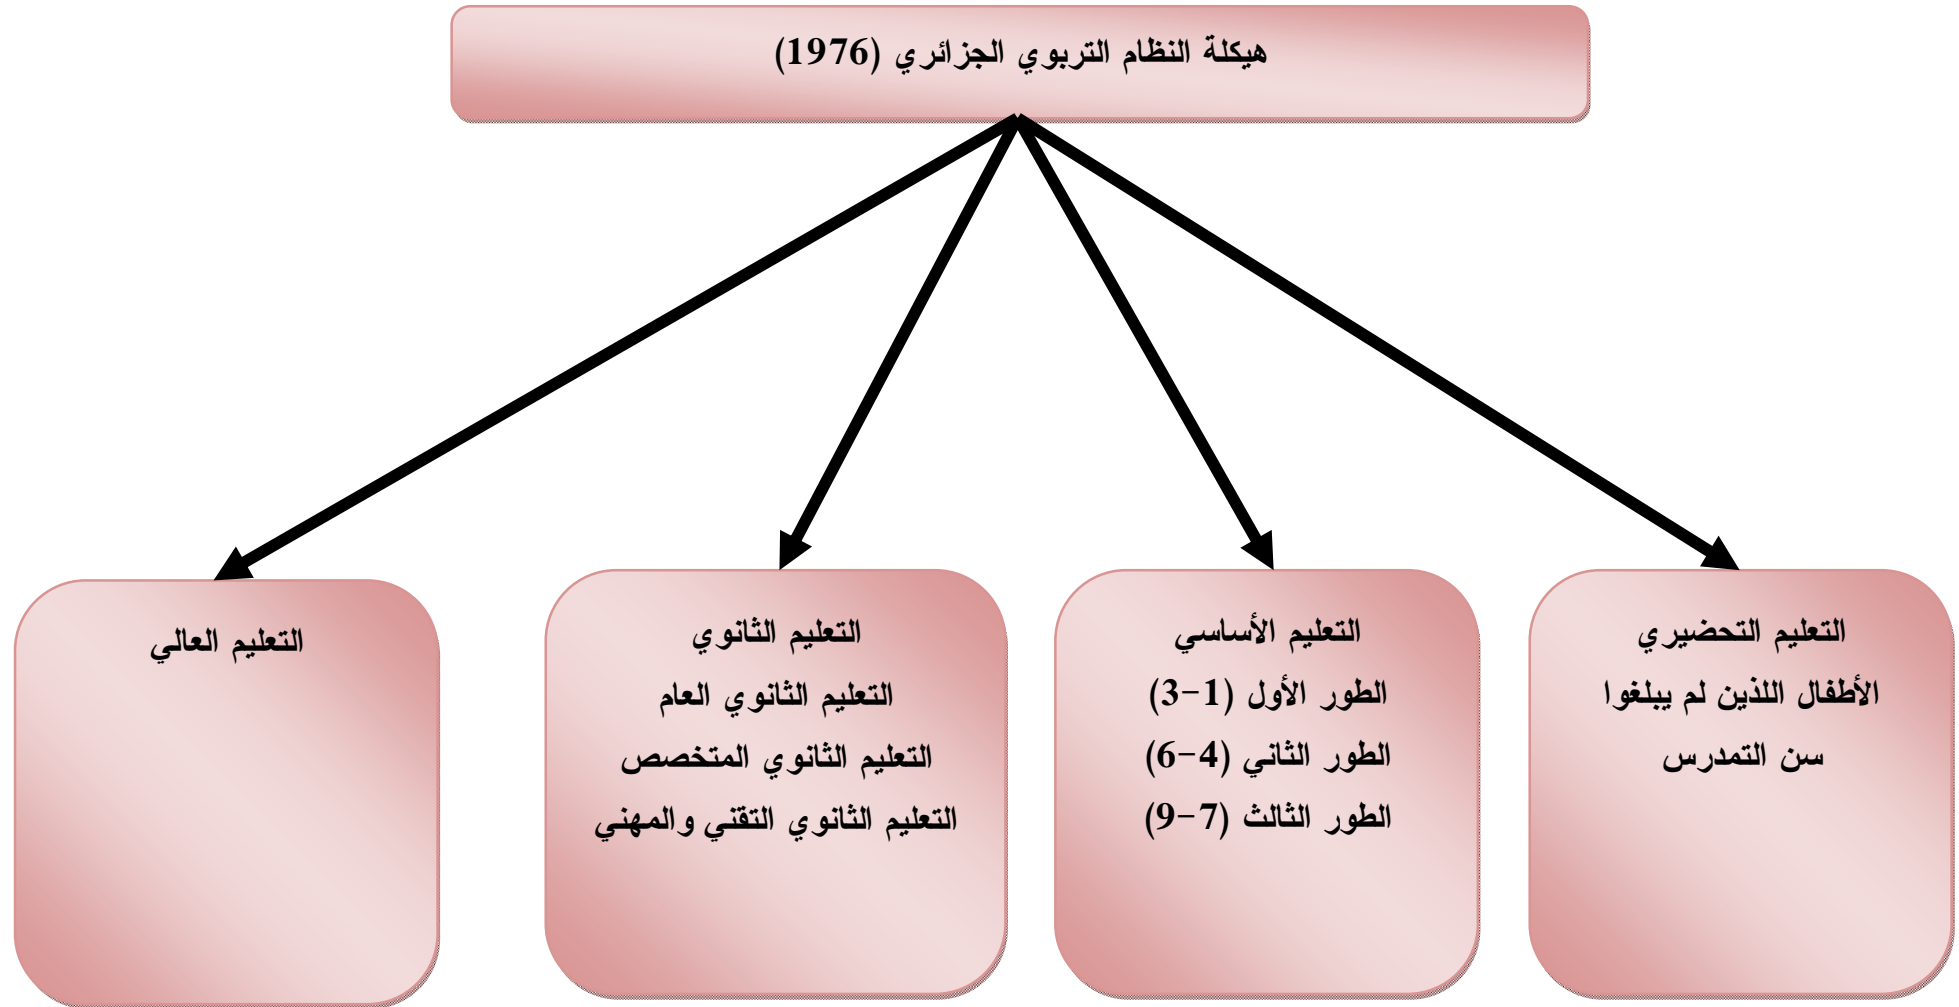 هيكلة النظام التربوي الجزائري (1976)
التعليم التحضيري
الأطفال اللذين لم يبلغوا
سن التمدرس
التعليم الأساسي
الطور الأول (1-3)
الطور الثاني (4-6)
الطور الثالث (7-9)
التعليم الثانوي
التعليم الثانوي العام
التعليم الثانوي المتخصص
التعليم الثانوي التقني والمهني
التعليم العالي